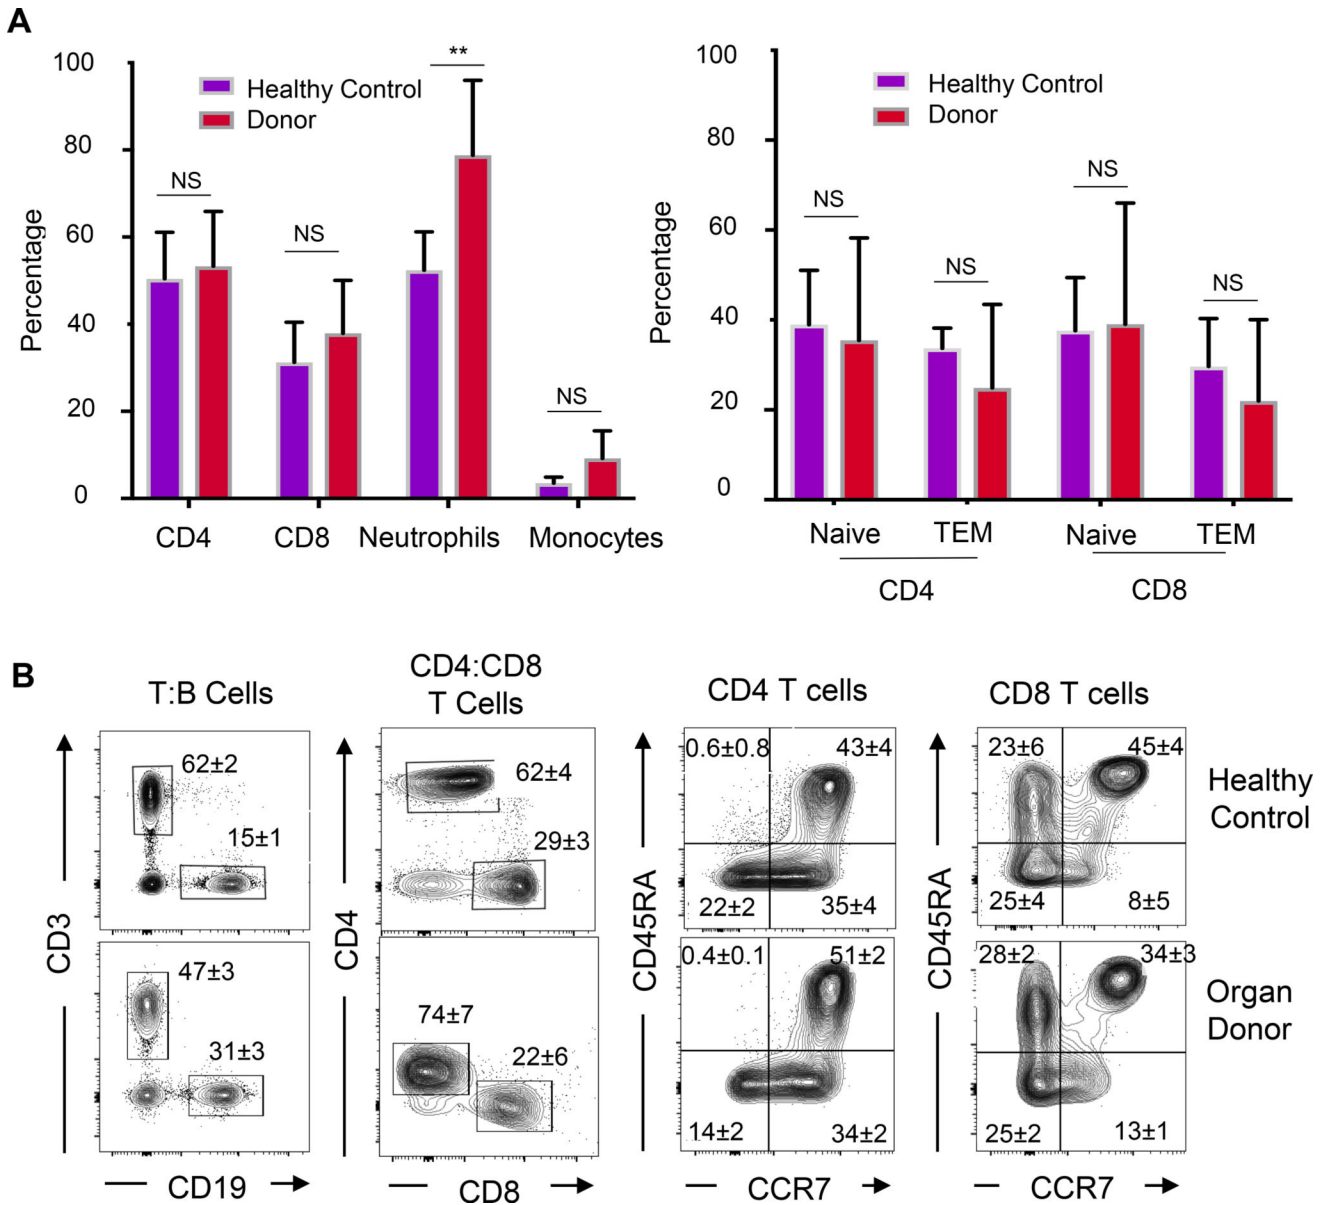 A
100
80
60
40
20
0
Percentage
Healthy Control
Donor
NS
NS
**
NS
CD4
CD8
Neutrophils
Monocytes
100
80
60
40
20
0
Percentage
Healthy Control
Donor
NS
NS
NS
NS
Naive
TEM
Naive
TEM
CD4
CD8
B
T:B Cells
CD4:CD8
T Cells
CD4 T cells
CD8 T cells
62±2
15±1
62±4
29±3
0.6±0.8
43±4
22±2
35±4
23±6
45±4
25±4
8±5
Healthy
Control
47±3
31±3
74±7
22±6
0.4±0.1
51±2
14±2
34±2
28±2
34±3
25±2
13±1
Organ
Donor
CD3
CD4
CD45RA
CD45RA
CD19
CD8
CCR7
CCR7